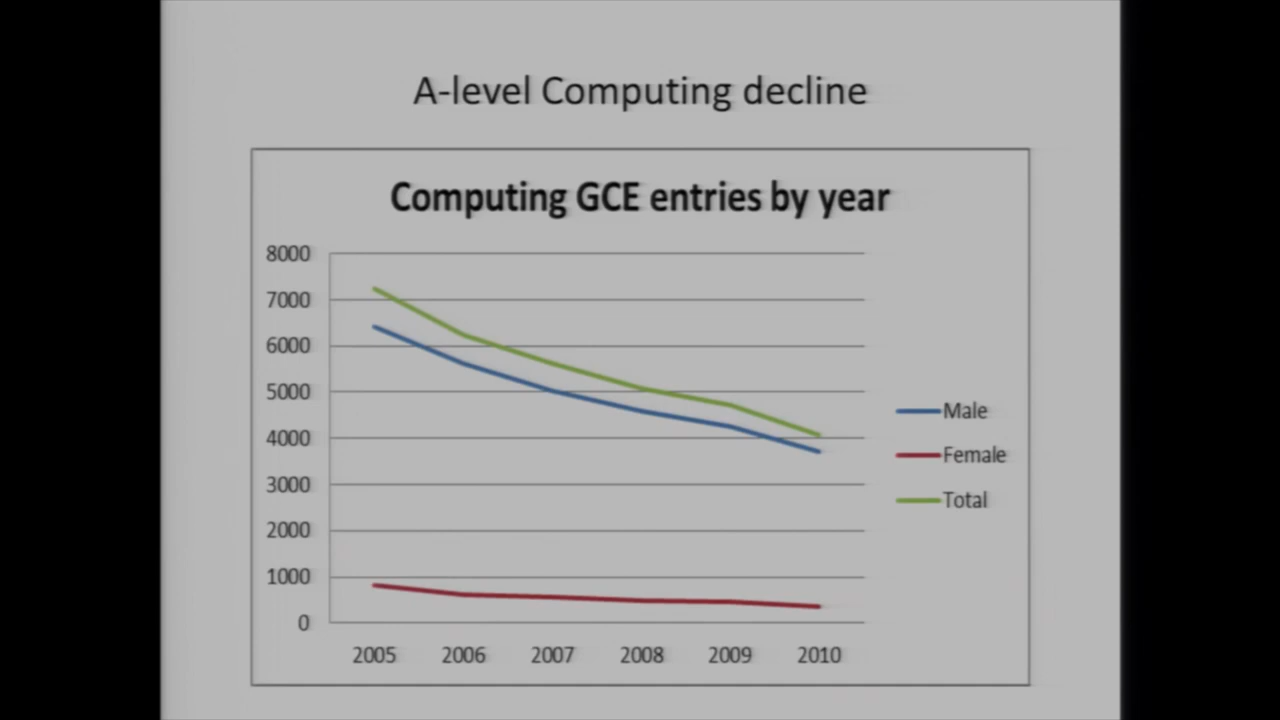 A-level Computing decline
Computing GCE entries by year
8000
7000
6000
5000
4000
3000
2000
1000
0
2005 2006 2007 2008 2009 2010
Male
Female
Total